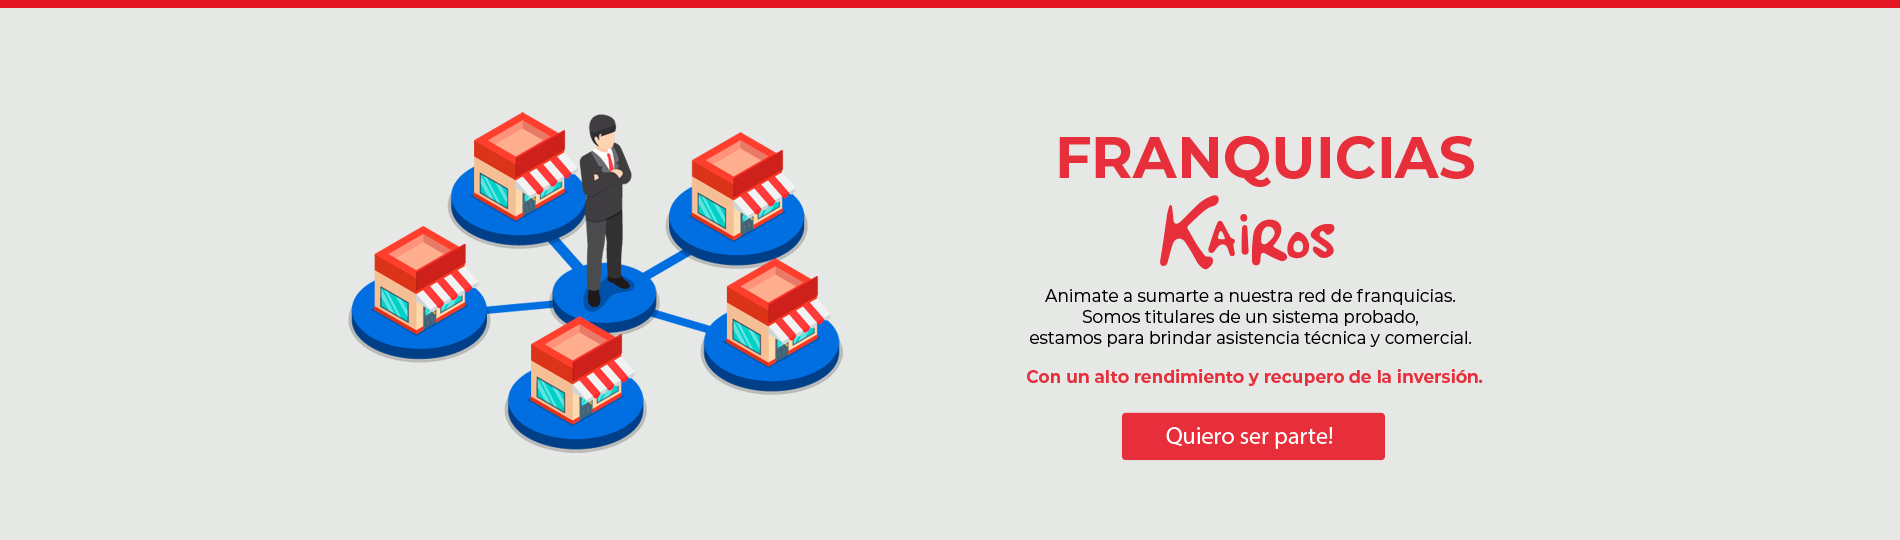 FRANQUICIAS
KAiRos
Animate a sumarte a nuestra red de franquicias.
Somos titulares de un sistema probado,
estamos para brindar asistencia técnica y comercial.
Con un alto rendimiento y recupero de la inversión.
Quiero ser parte!